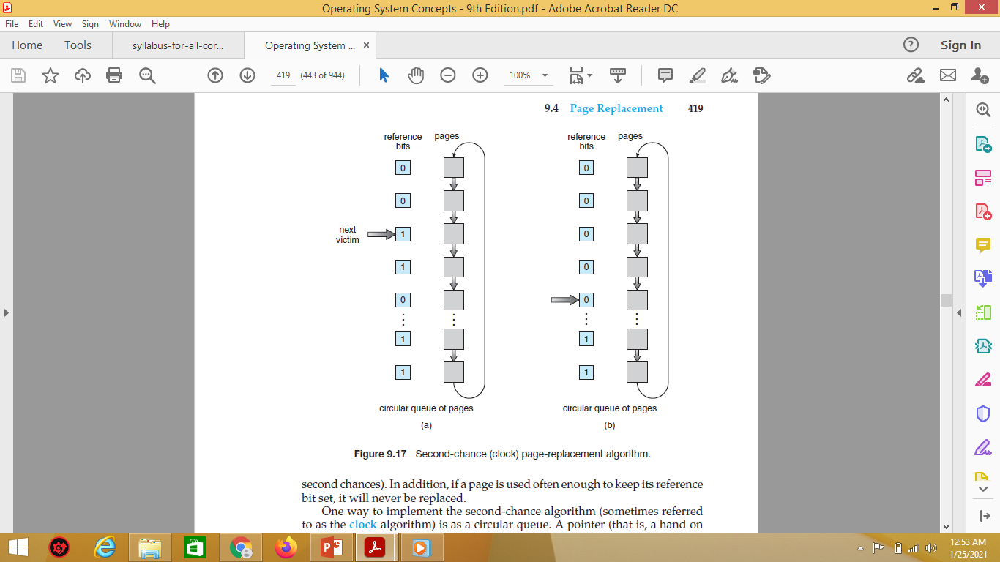 Operating System Concepts - 9th Edition.pdf - Adobe Acrobat Reader DC
File Edit View Sign Window Help
Home Tools syllabus-for-all-cor... Operating System ... × ? Sign In
419 (443 of 944) 100%
9.4 Page Replacement 419
reference pages reference pages
bits bits
0 0
0 0
next
victim
1 0
1 0
0 0
1 1
1 1
circular queue of pages circular queue of pages
(a) (b)
Figure 9.17 Second-chance (clock) page-replacement algorithm.
second chances). In addition, if a page is used often enough to keep its reference
bit set, it will never be replaced.
One way to implement the second-chance algorithm (sometimes referred
to as the clock algorithm) is as a circular queue. A pointer (that is, a hand on
12:53 AM
1/25/2021